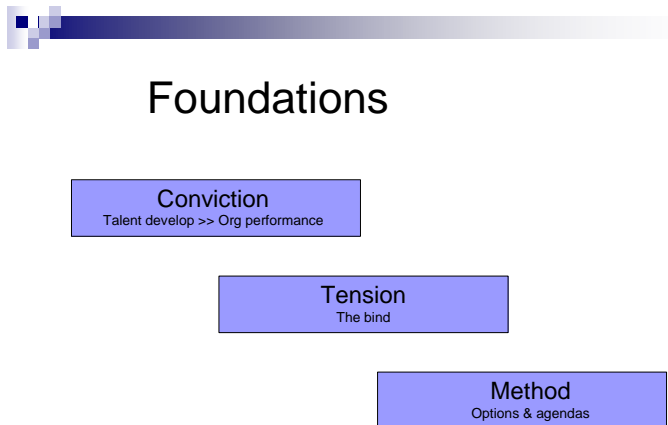 Foundations
Conviction
Talent develop >> Org performance
Tension
The bind
Method
Options & agendas